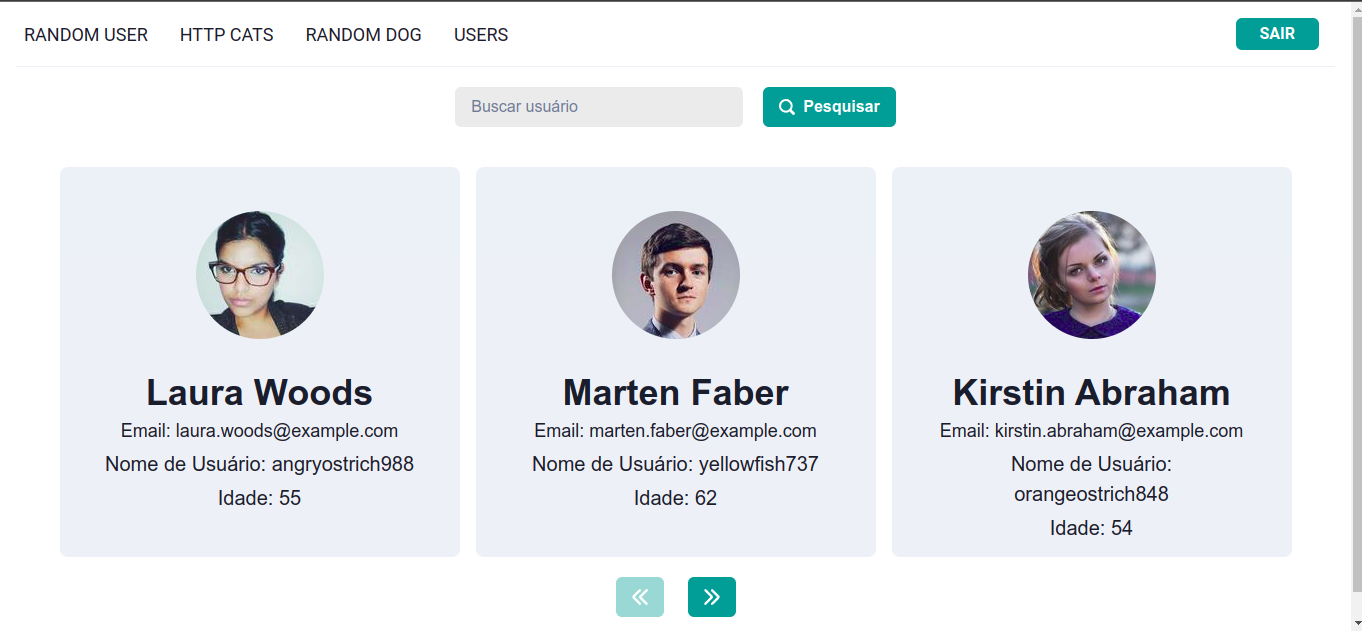 RANDOM USER HTTP CATS RANDOM DOG USERS SAIR
Buscar usuário Pesquisar
Laura Woods
Email: laura.woods@example.com
Nome de Usuário: angryostrich988
Idade: 55
Marten Faber
Email: marten.faber@example.com
Nome de Usuário: yellowfish737
Idade: 62
Kirstin Abraham
Email: kirstin.abraham@example.com
Nome de Usuário:
orangeostrich848
Idade: 54